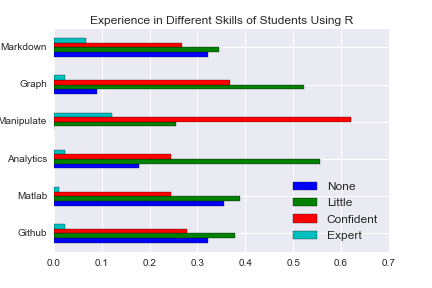 Experience in Different Skills of Students Using R
Markdown
Graph
Manipulate
Analytics
Matlab
Github
None
Little
Confident
Expert
0.0 0.1 0.2 0.3 0.4 0.5 0.6 0.7